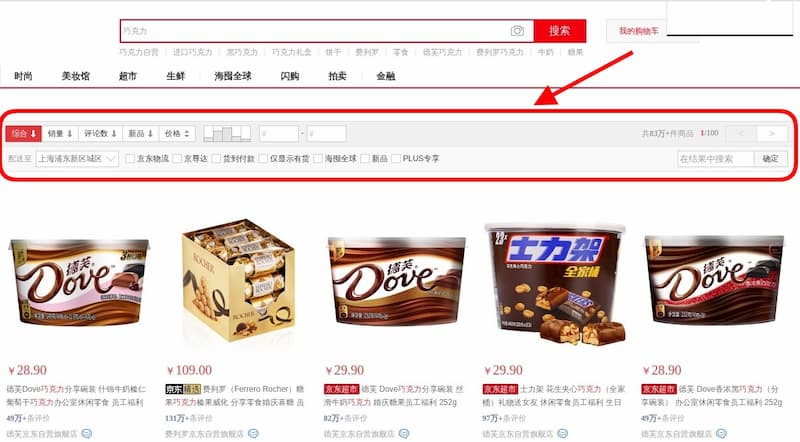 巧克力
搜索
我的购物车
巧克力自营 进口巧克力 黑巧克力 巧克力礼盒 饼干 费列罗 零食 德芙巧克力 费列罗巧克力 牛奶 糖果
时尚 美妆馆 超市 生鲜 海囤全球 闪购 拍卖 金融
综合 销量 评论数 新品 价格 ¥ - ¥ 共83万+件商品 1/100 < >
配送至 上海浦东新区城区 京东物流 京尊达 货到付款 仅显示有货 海囤全球 新品 PLUS专享 在结果中搜索 确定
德芙
Dove
ROCHER
ROCHER
德芙
Dove
士力架
花生夹心巧克力
全家桶
德芙
Dove
¥28.90
德芙Dove巧克力分享碗装 什锦牛奶榛仁
葡萄干巧克力办公室休闲零食 员工福利
49万+条评价
德芙京东自营旗舰店
¥109.00
京东精选 费列罗（Ferrero Rocher）糖
果巧克力榛果威化 分享零食婚庆喜糖 员
131万+条评价
费列罗京东自营旗舰店
¥29.90
京东超市 德芙 Dove分享碗装 丝
滑牛奶巧克力 婚庆糖果员工福利 252g
82万+条评价
德芙京东自营旗舰店
¥29.90
京东超市 士力架 花生夹心巧克力（全
家桶）礼物送女友 休闲零食员工福利 生日
97万+条评价
德芙京东自营旗舰店
¥28.90
京东超市 德芙 Dove香浓黑巧克力（分
享碗装） 办公室休闲零食 员工福利 252g
49万+条评价
德芙京东自营旗舰店